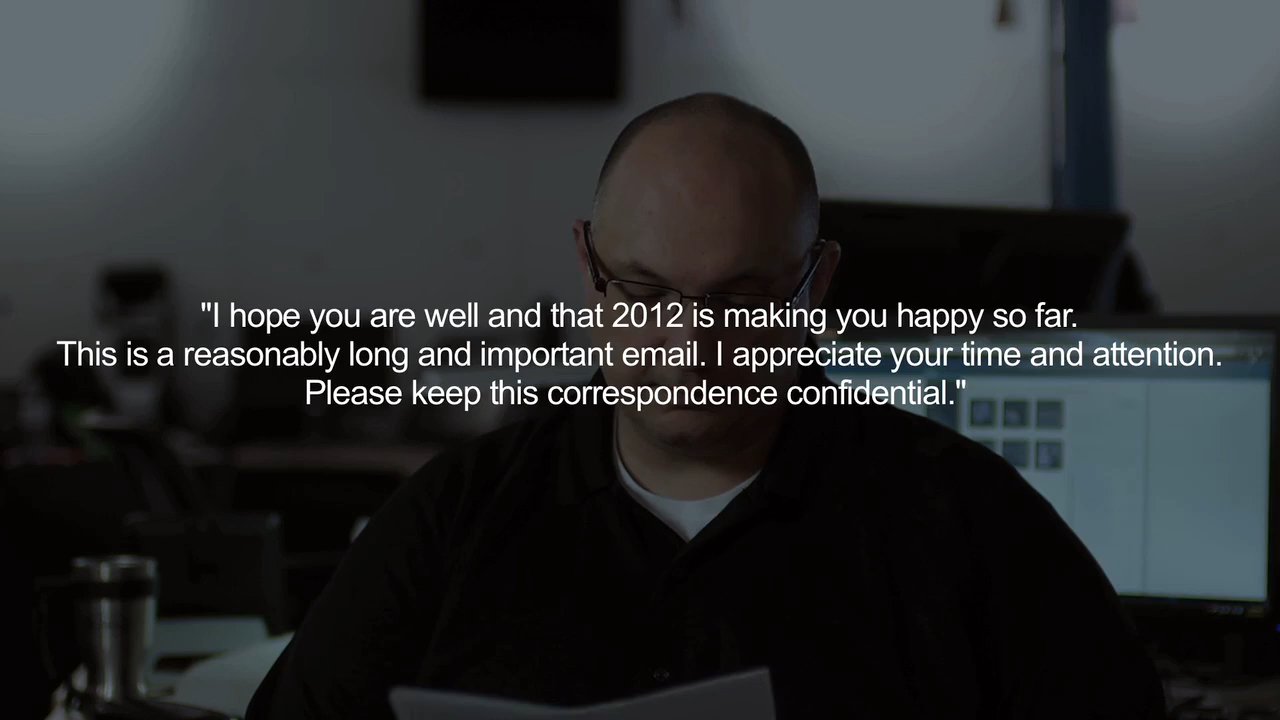 "I hope you are well and that 2012 is making you happy so far.
This is a reasonably long and important email. I appreciate your time and attention.
Please keep this correspondence confidential."